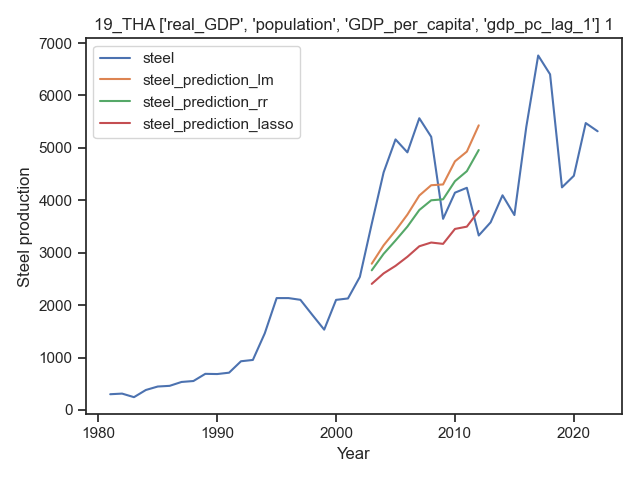 19_THA ['real_GDP', 'population', 'GDP_per_capita', 'gdp_pc_lag_1'] 1
steel
steel_prediction_lm
steel_prediction_rr
steel_prediction_lasso
Steel production
7000
6000
5000
4000
3000
2000
1000
0
1980
1990
2000
2010
2020
Year